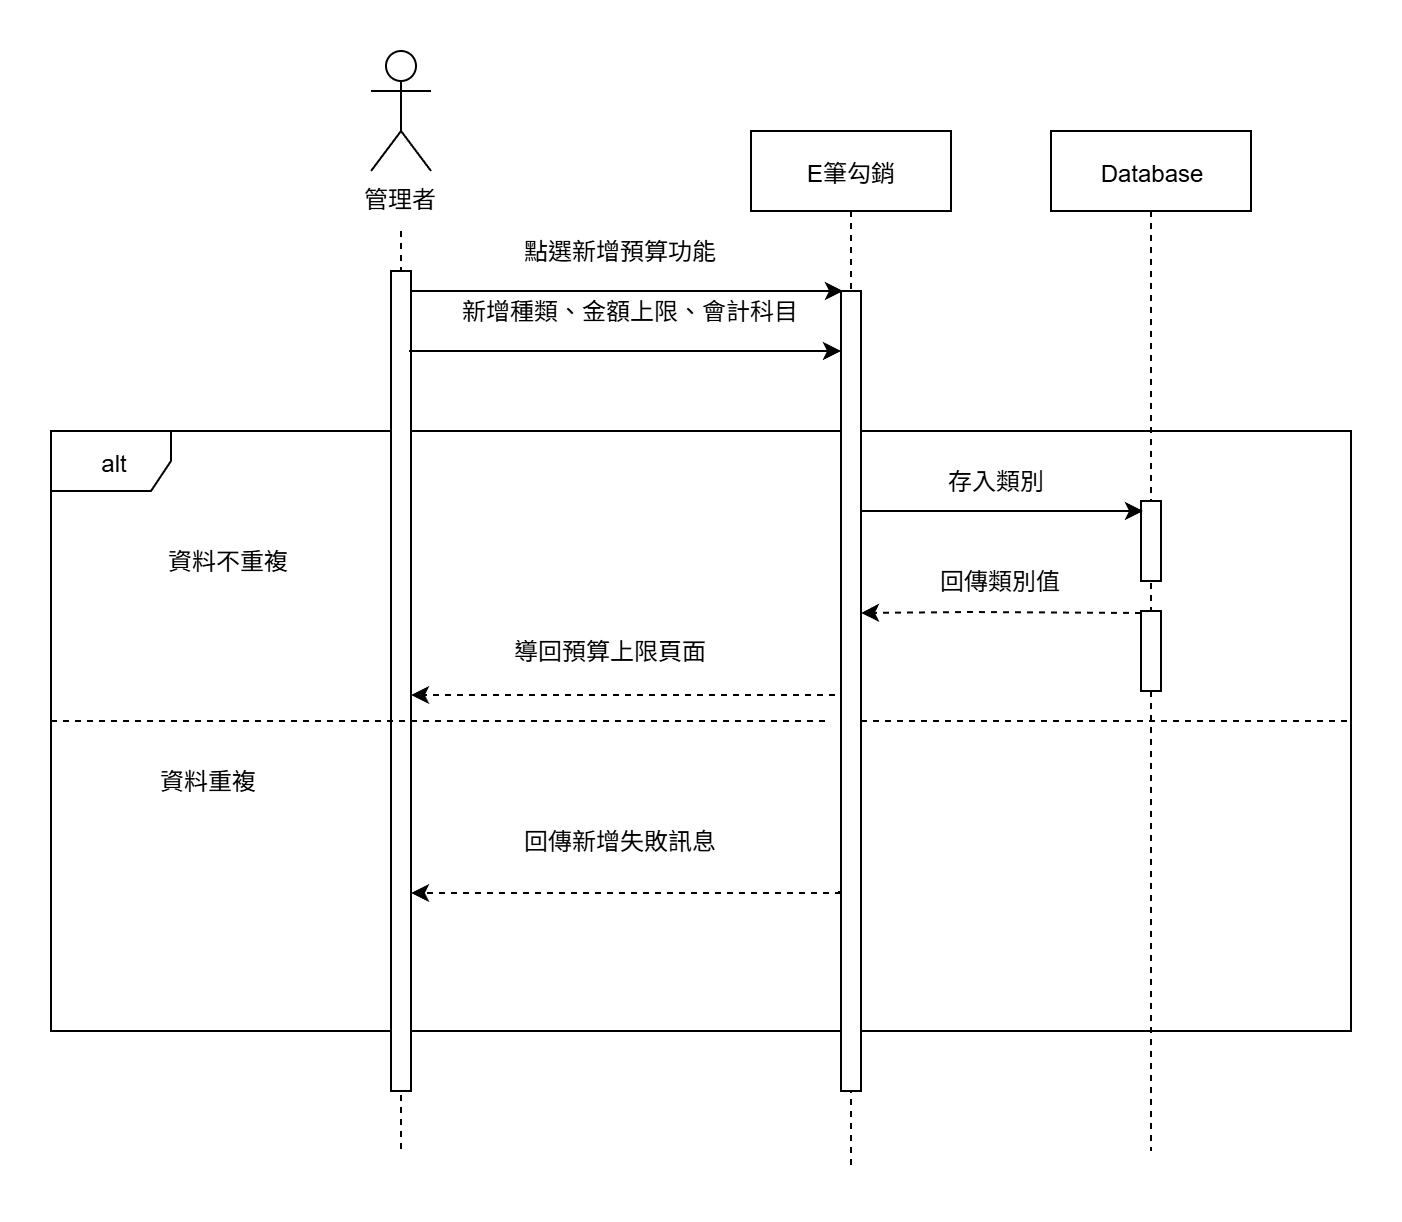 管理者
E筆勾銷
Database
點選新增預算功能
新增種類、金額上限、會計科目
alt
存入類別
資料不重複
回傳類別值
導回預算上限頁面
資料重複
回傳新增失敗訊息